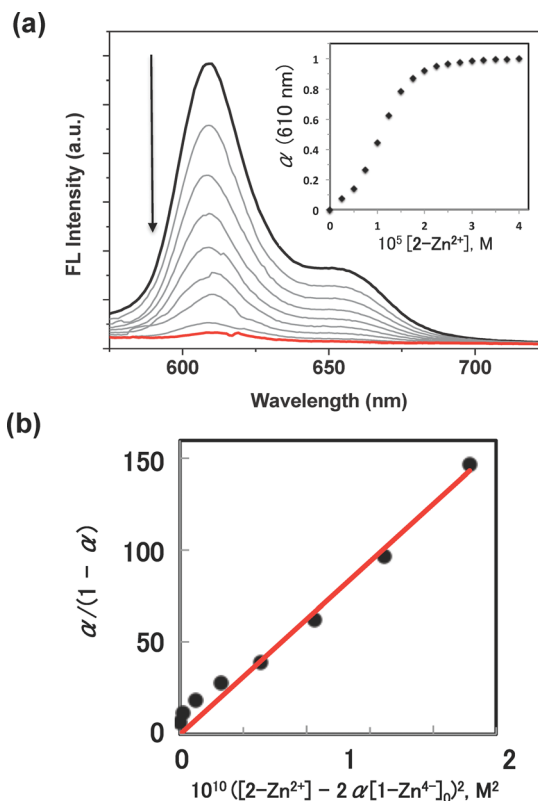 (a)
FL Intensity (a.u.)
α (610 nm)
1
0.8
0.6
0.4
0.2
0
0 1 2 3 4
10⁵ [2−Zn²⁺], M
600 650 700
Wavelength (nm)
(b)
α/(1 − α)
150
100
50
0
0 1 2
10¹⁰([2−Zn²⁺] − 2 α[1−Zn⁴⁻]₀)², M²